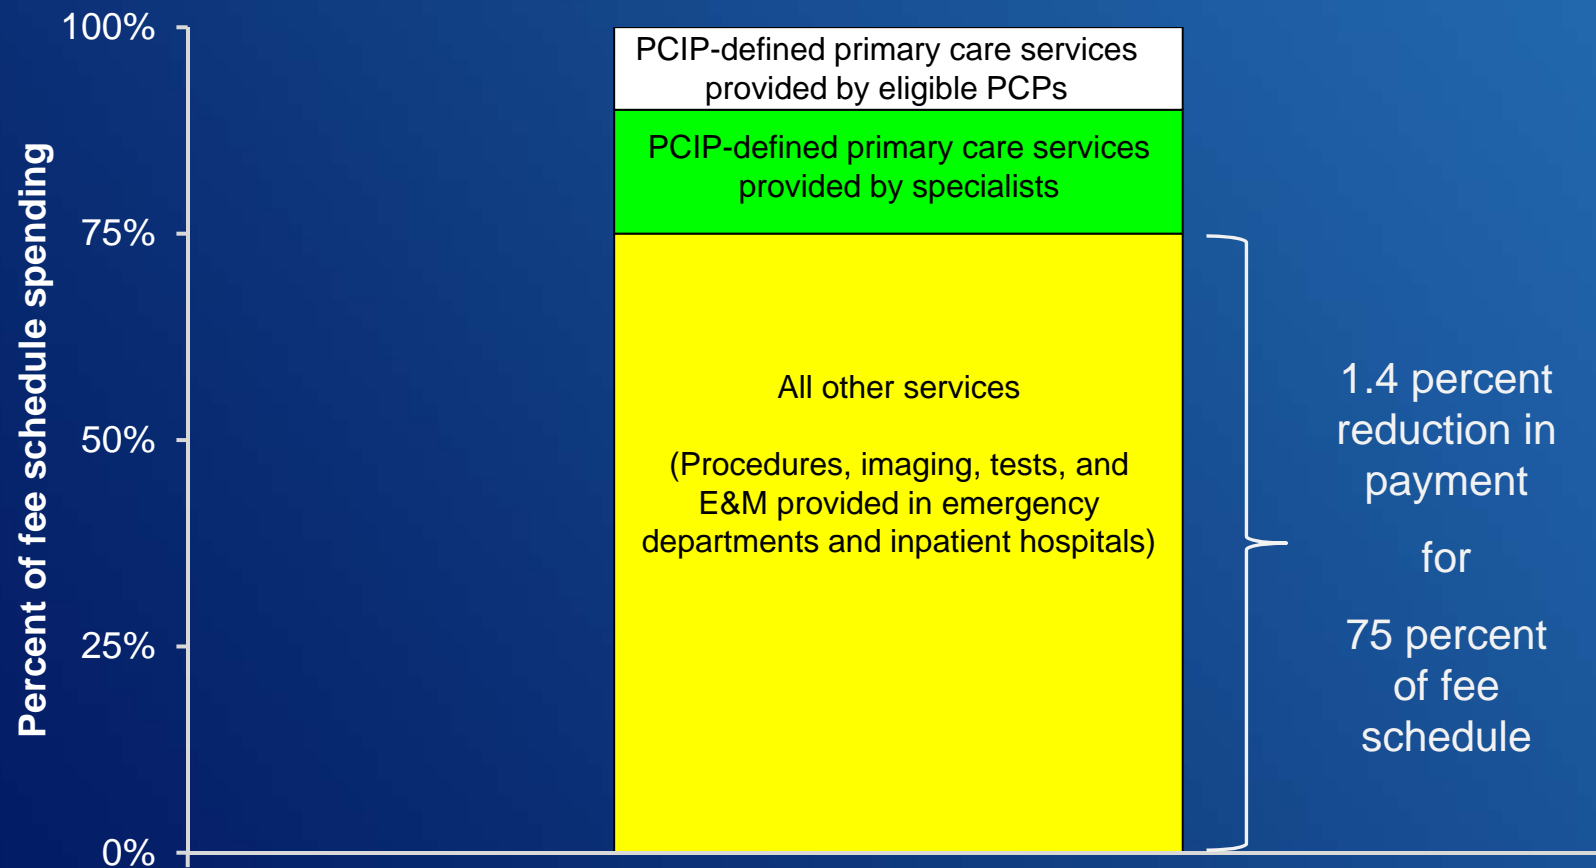 Percent of fee schedule spending
100%
75%
50%
25%
0%
PCIP-defined primary care services
provided by eligible PCPs
PCIP-defined primary care services
provided by specialists
All other services
(Procedures, imaging, tests, and
E&M provided in emergency
departments and inpatient hospitals)
1.4 percent
reduction in
payment
for
75 percent
of fee
schedule